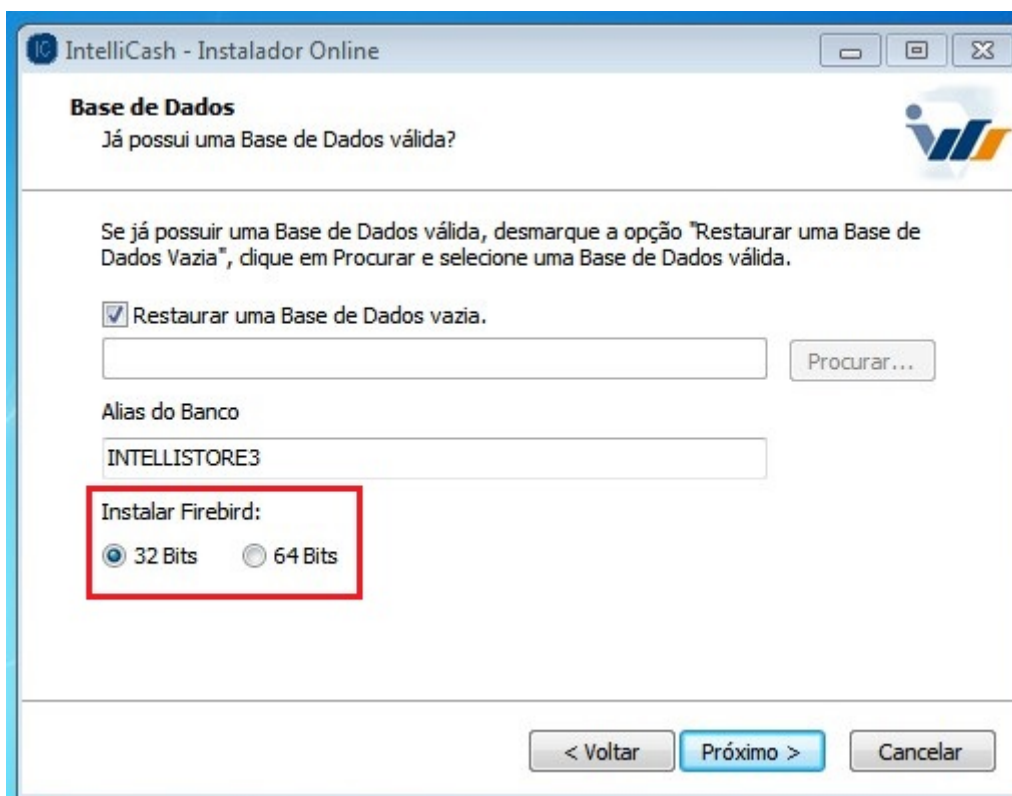 IC IntelliCash - Instalador Online
Base de Dados
Já possui uma Base de Dados válida?
Se já possuir uma Base de Dados válida, desmarque a opção "Restaurar uma Base de
Dados Vazia", clique em Procurar e selecione uma Base de Dados válida.
Restaurar uma Base de Dados vazia.
Procurar...
Alias do Banco
INTELLISTORE3
Instalar Firebird:
32 Bits 64 Bits
< Voltar Próximo > Cancelar